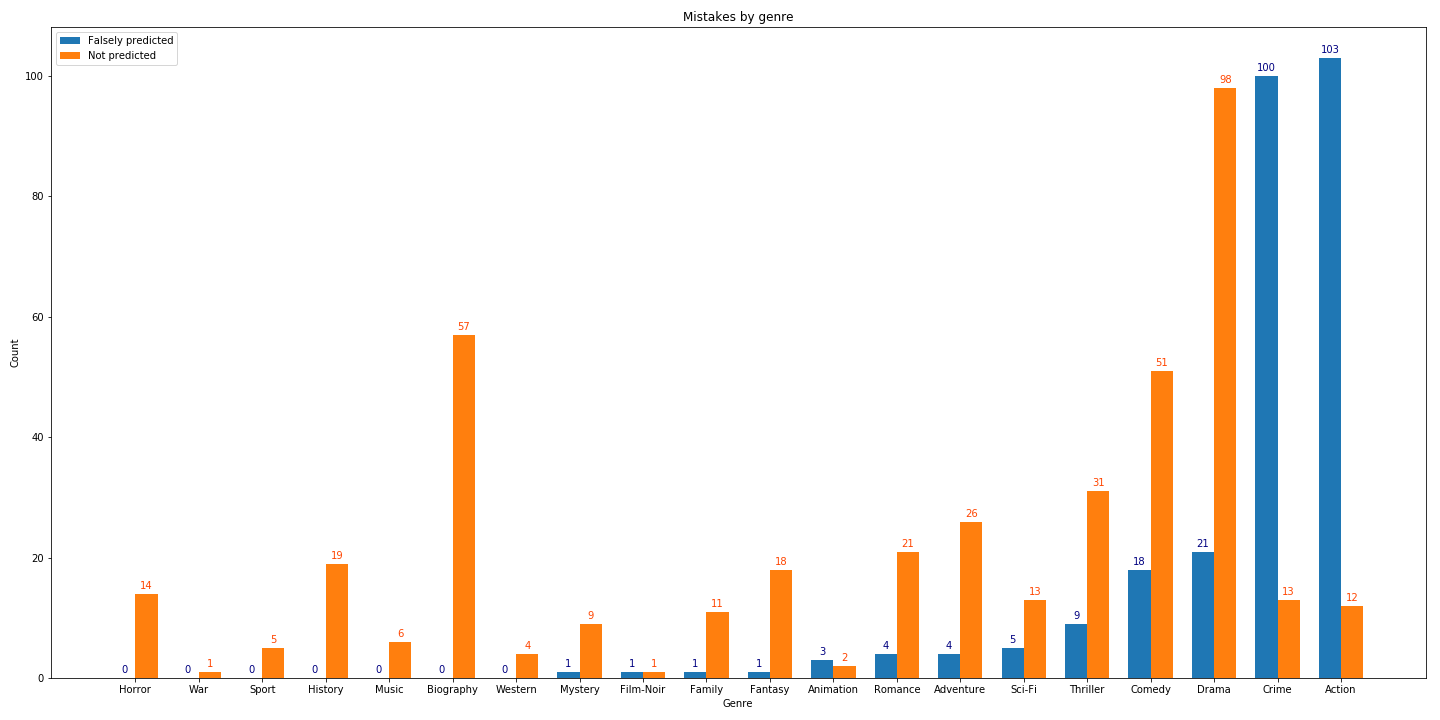 Mistakes by genre
Falsely predicted
Not predicted
Count
100
80
60
40
20
0
0 14 0 1 0 5 0 19 0 6 0 57 0 4 1 9 1 1 1 11 1 18 3 2 4 21 4 26 5 13 9 31 18 51 21 98 100 13 103 12
Horror War Sport History Music Biography Western Mystery Film-Noir Family Fantasy Animation Romance Adventure Sci-Fi Thriller Comedy Drama Crime Action
Genre